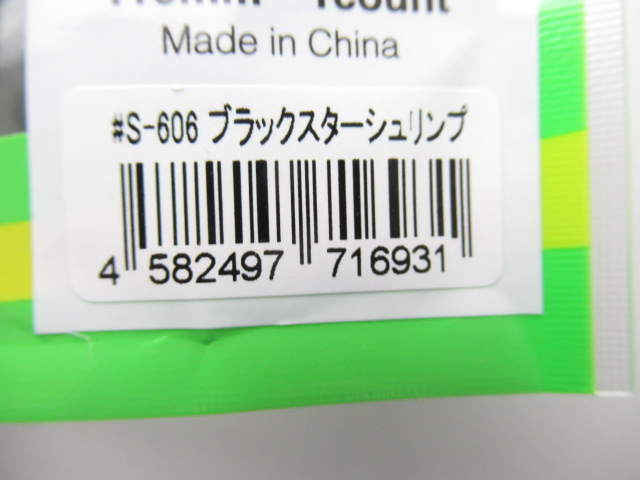 Made in China
#S-606 ブラックスターシュリンプ
4 582497 716931